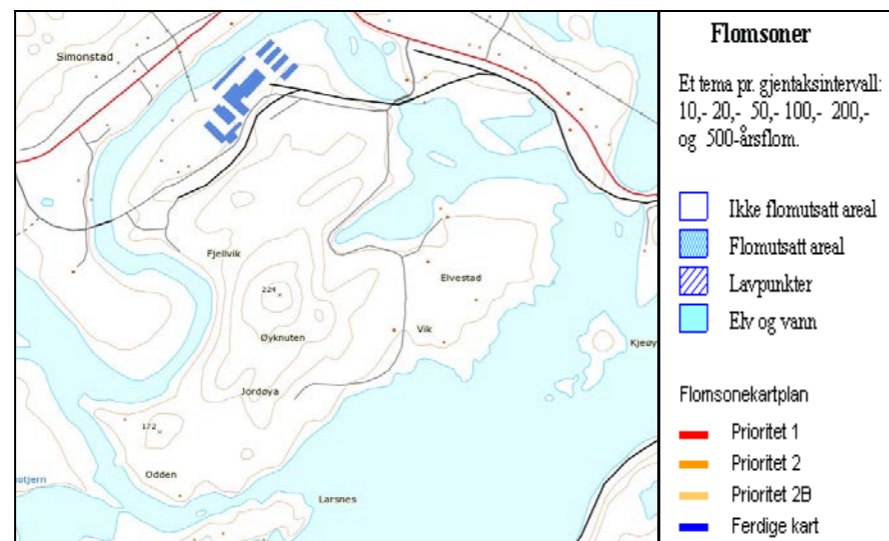 Simonstad
Fjellvik
224
Elvestad
Øyknuten
Vik
Kjeøy
Jordøya
172
Odden
otjern
Larsnes
Flomsoner
Et tema pr. gjentaksintervall:
10,- 20,- 50,- 100,- 200,-
og 500-årsflom.
Ikke flomutsatt areal
Flomutsatt areal
Lavpunkter
Elv og vann
Flomsonekartplan
Prioritet 1
Prioritet 2
Prioritet 2B
Ferdige kart